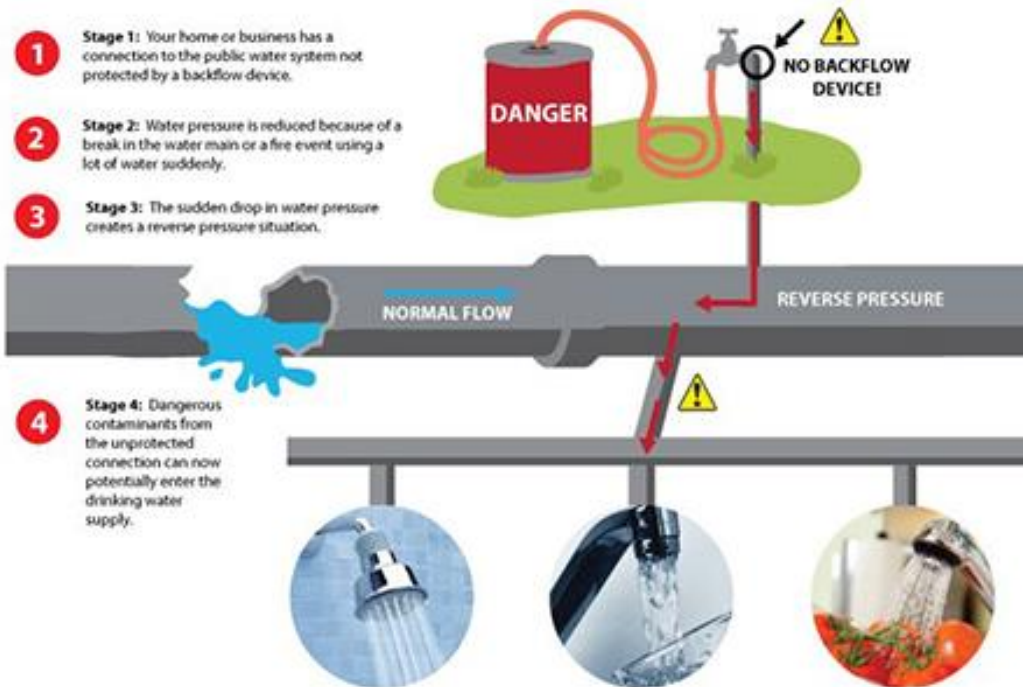 1
Stage 1: Your home or business has a
connection to the public water system not
protected by a backflow device.
2
Stage 2: Water pressure is reduced because of a
break in the water main or a fire event using a
lot of water suddenly.
3
Stage 3: The sudden drop in water pressure
creates a reverse pressure situation.
DANGER
!
NO BACKFLOW
DEVICE!
NORMAL FLOW
REVERSE PRESSURE
!
4
Stage 4: Dangerous
contaminants from
the unprotected
connection can now
potentially enter the
drinking water
supply.